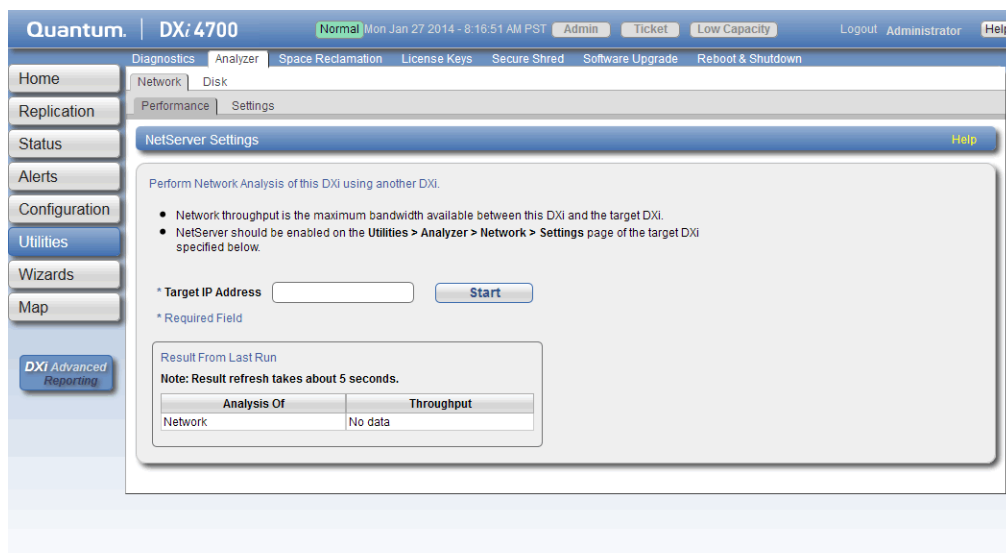 Quantum. | DXi4700 Normal Mon Jan 27 2014 - 8:16:51 AM PST Admin Ticket Low Capacity Logout Administrator Help
Diagnostics Analyzer Space Reclamation License Keys Secure Shred Software Upgrade Reboot & Shutdown
Home
Replication
Status
Alerts
Configuration
Utilities
Wizards
Map
DXi Advanced
Reporting
Network Disk
Performance Settings
NetServer Settings Help
Perform Network Analysis of this DXi using another DXi.
• Network throughput is the maximum bandwidth available between this DXi and the target DXi.
• NetServer should be enabled on the Utilities > Analyzer > Network > Settings page of the target DXi
specified below.
* Target IP Address Start
* Required Field
Result From Last Run
Note: Result refresh takes about 5 seconds.
Analysis Of Throughput
Network No data